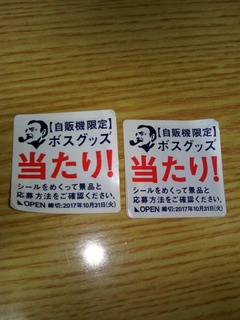 【自販機限定】
ボスグッズ
当たり!
シールをめくって景品と
応募方法をご確認ください。
OPEN 締切:2017年10月31日(火)
【自販機限定】
ボスグッズ
当たり!
シールをめくって景品と
応募方法をご確認ください。
OPEN 締切:2017年10月31日(火)